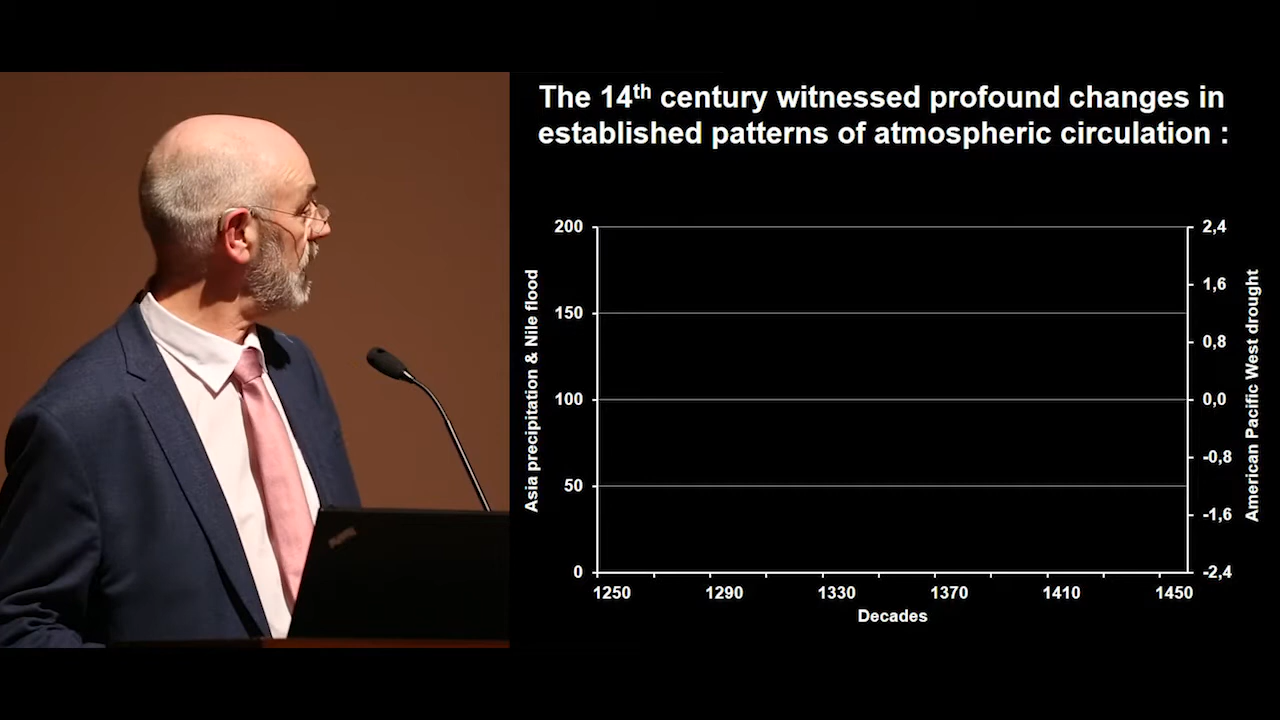 The 14th century witnessed profound changes in
established patterns of atmospheric circulation :
200
150
100
50
0
Asia precipitation & Nile flood
2,4
1,6
0,8
0,0
-0,8
-1,6
-2,4
American Pacific West drought
1250 1290 1330 1370 1410 1450
Decades